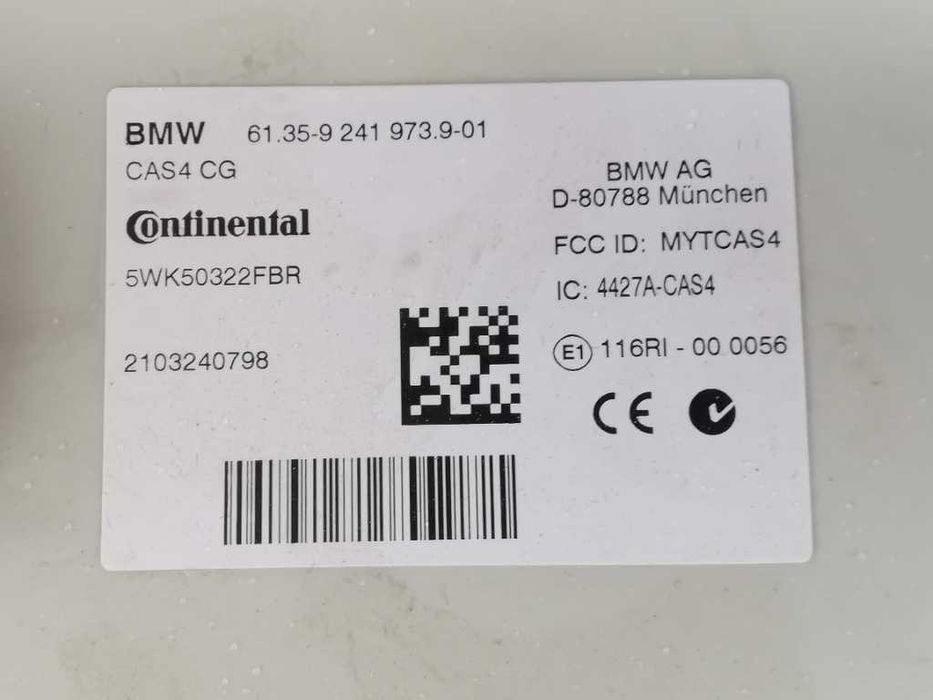 BMW 61.35-9 241 973.9-01
CAS4 CG
Continental
5WK50322FBR
2103240798
BMW AG
D-80788 München
FCC ID: MYTCAS4
IC: 4427A-CAS4
E1 116RI - 00 0056
CE